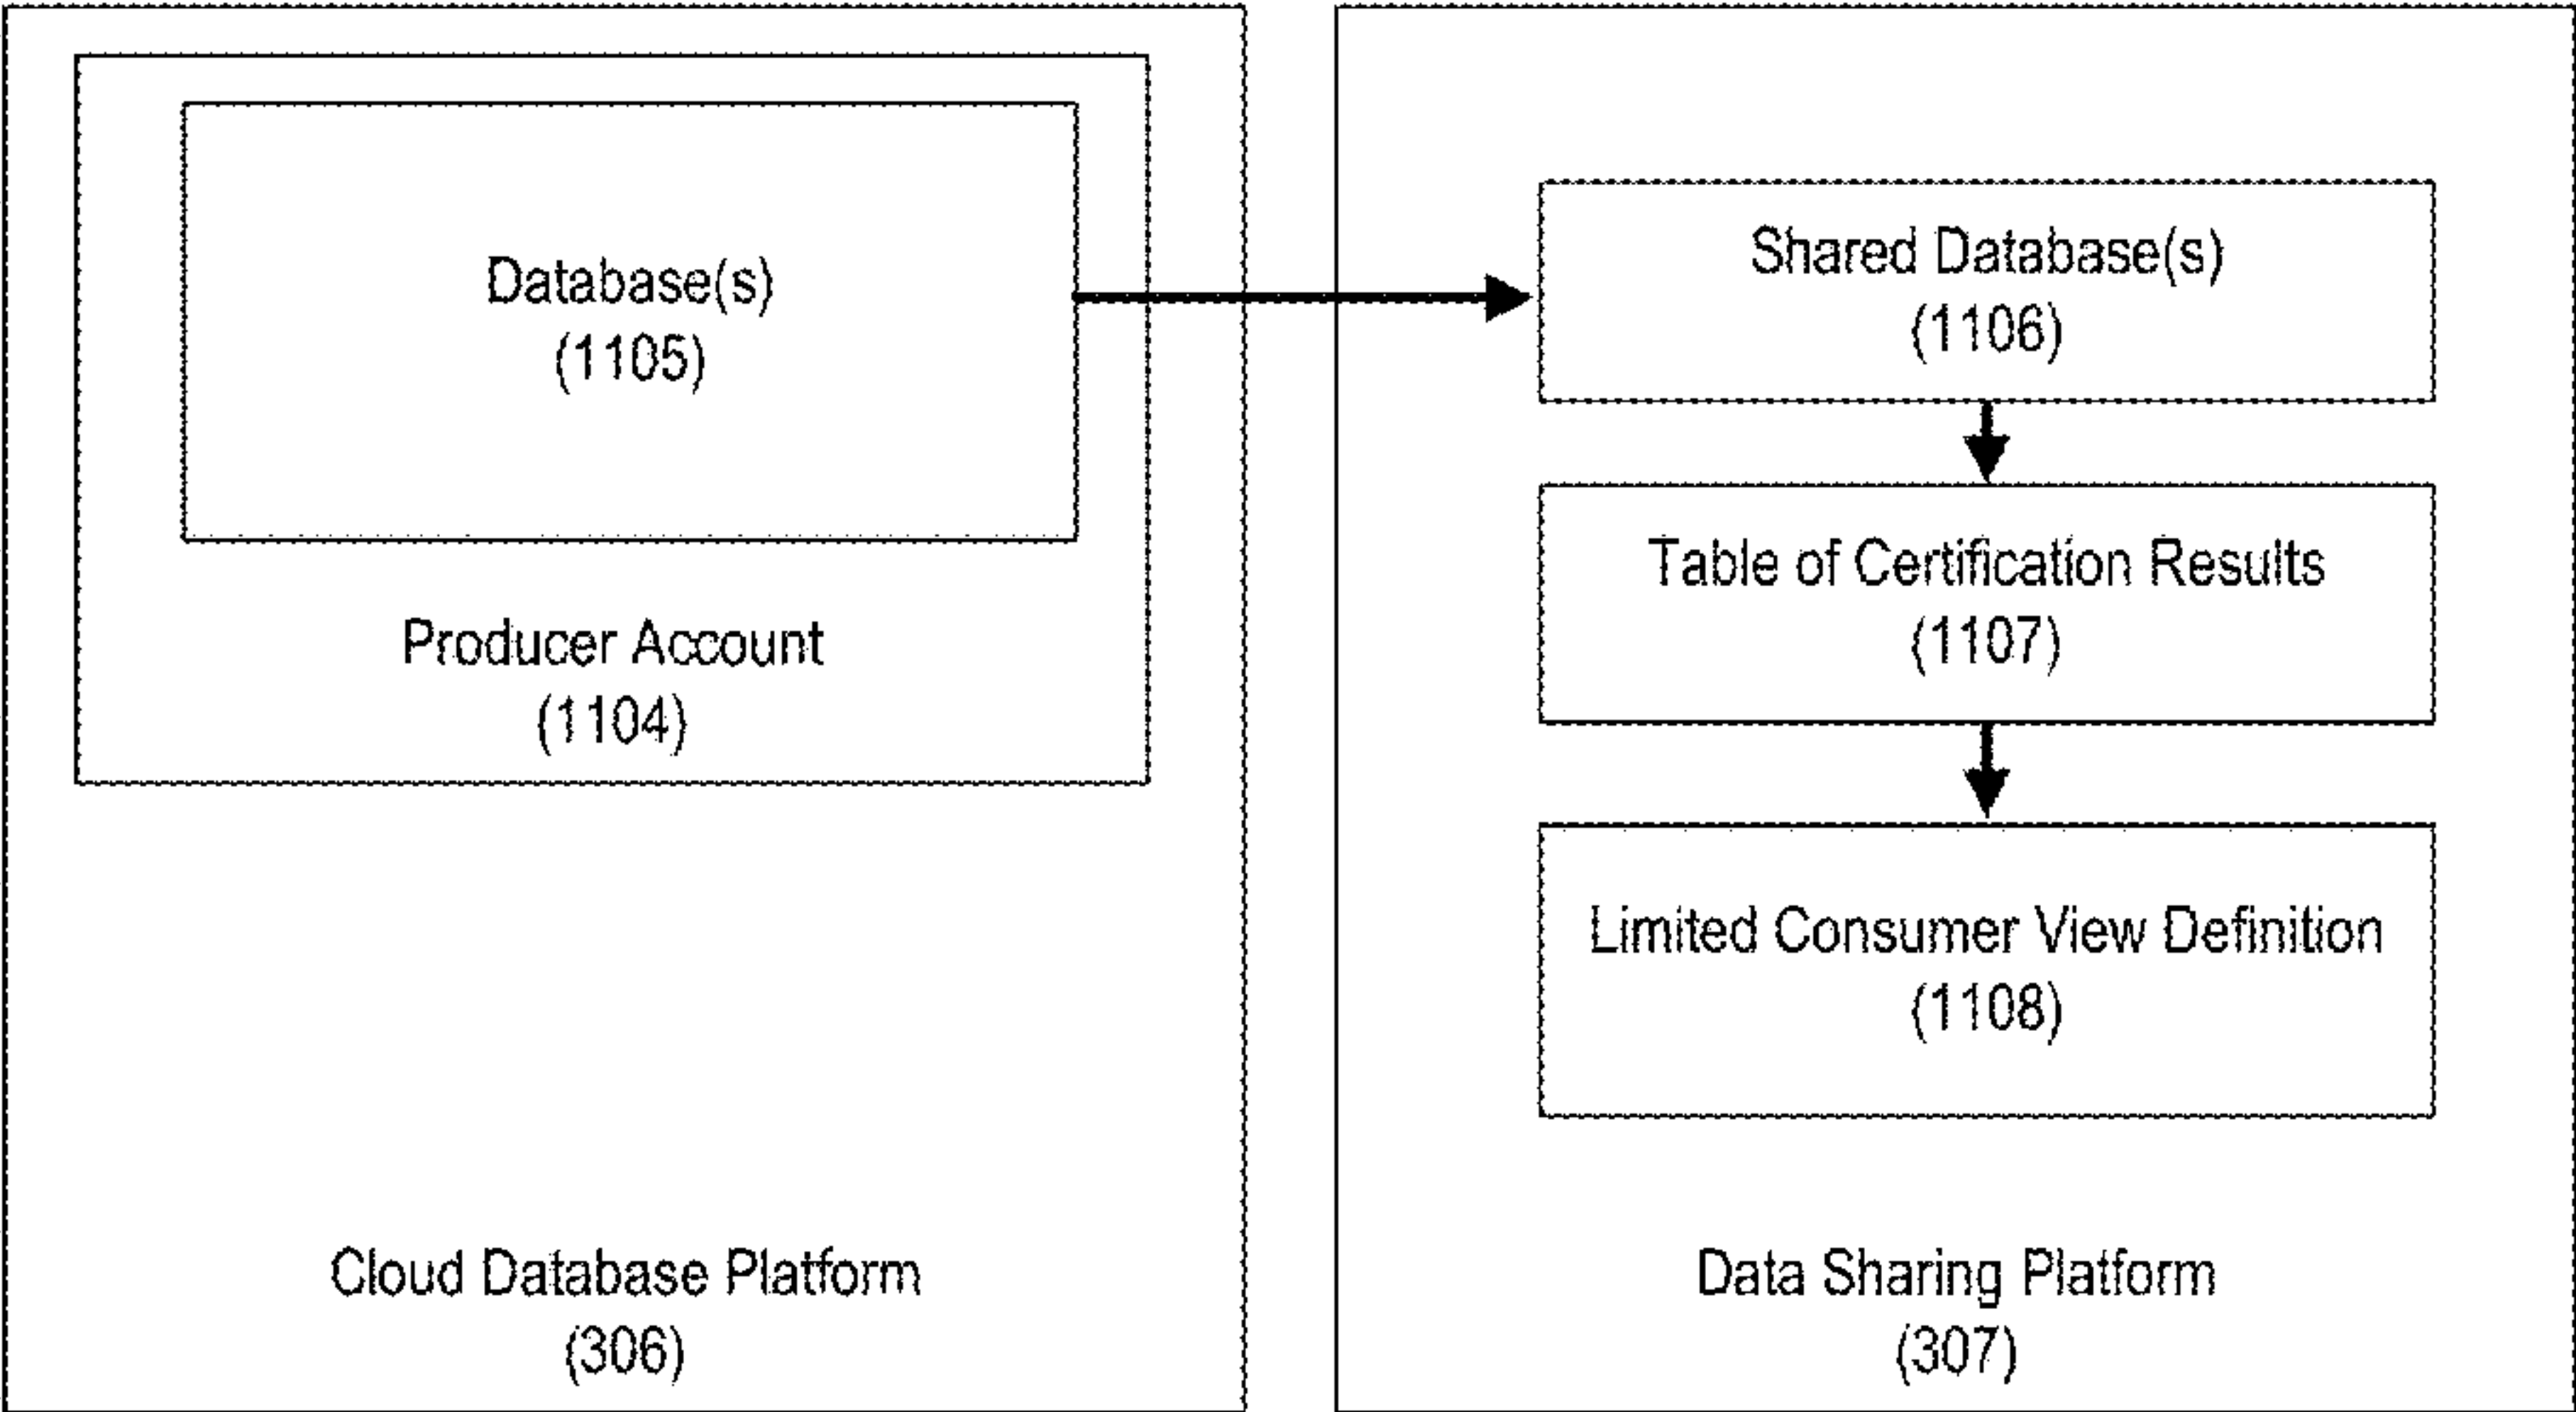 Database(s)
(1105)
Producer Account
(1104)
Cloud Database Platform
(306)
Shared Database(s)
(1106)
Table of Certification Results
(1107)
Limited Consumer View Definition
(1108)
Data Sharing Platform
(307)